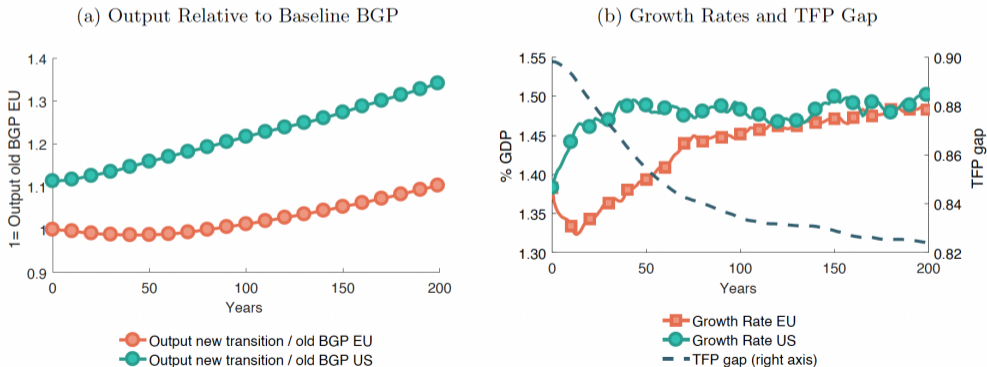 (a) Output Relative to Baseline BGP
1= Output old BGP EU
1.4
1.3
1.2
1.1
1
0.9
0 50 100 150 200
Years
Output new transition / old BGP EU
Output new transition / old BGP US
(b) Growth Rates and TFP Gap
% GDP
1.55
1.50
1.45
1.40
1.35
1.30
0.90
0.88
0.86
0.84
0.82
TFP gap
0 50 100 150 200
Years
Growth Rate EU
Growth Rate US
TFP gap (right axis)